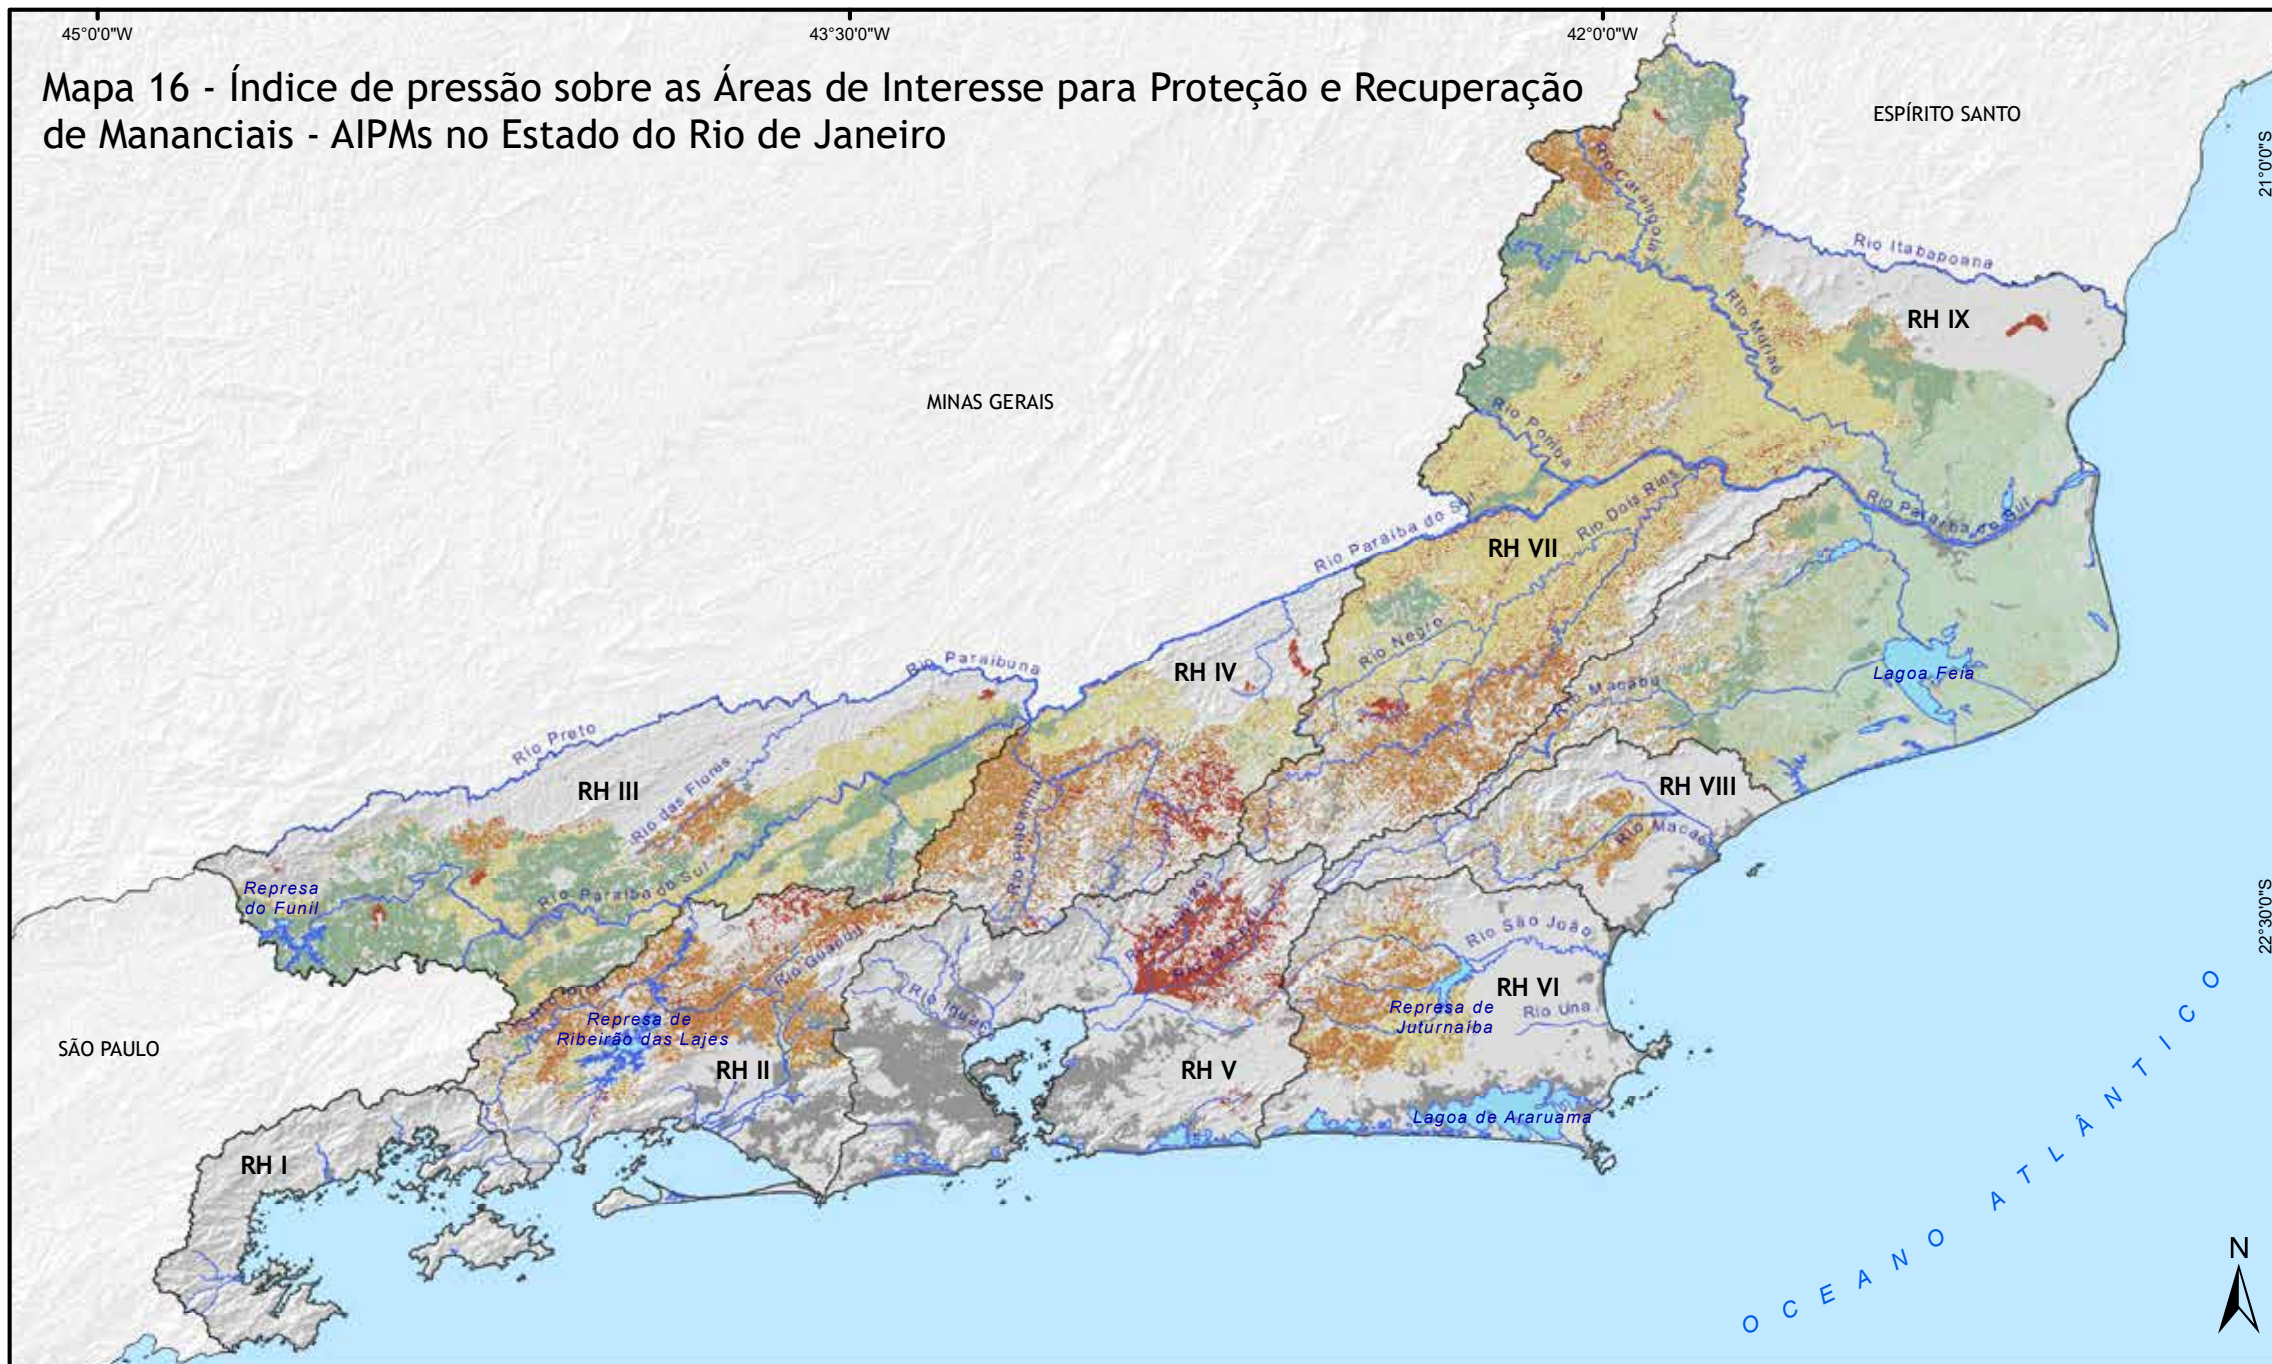 45°0'0"W
43°30'0"W
42°0'0"W
Mapa 16 - Índice de pressão sobre as Áreas de Interesse para Proteção e Recuperação
de Mananciais - AIPMs no Estado do Rio de Janeiro
ESPÍRITO SANTO
21°0'0"S
Rio Carangola
Rio Itabapoana
RH IX
Rio Muriaé
MINAS GERAIS
Rio Pomba
Rio Paraíba do Sul
Rio Dois Rios
Rio Paraíba do Sul
RH VII
Rio Negro
RH IV
Rio Paraibuna
Rio Macabu
Lagoa Feia
Rio Preto
RH III
Rio das Flores
RH VIII
Rio Macaé
Rio Piabanha
Represa
do Funil
Rio Paraíba do Sul
Rio Guandu
Rio São João
22°30'0"S
RH VI
Represa de
Juturnaíba
Rio Una
Rio Iguaçu
Rio Macacu
Represa de
Ribeirão das Lajes
SÃO PAULO
RH II
RH V
Lagoa de Araruama
RH I
OCEANO ATLÂNTICO
N